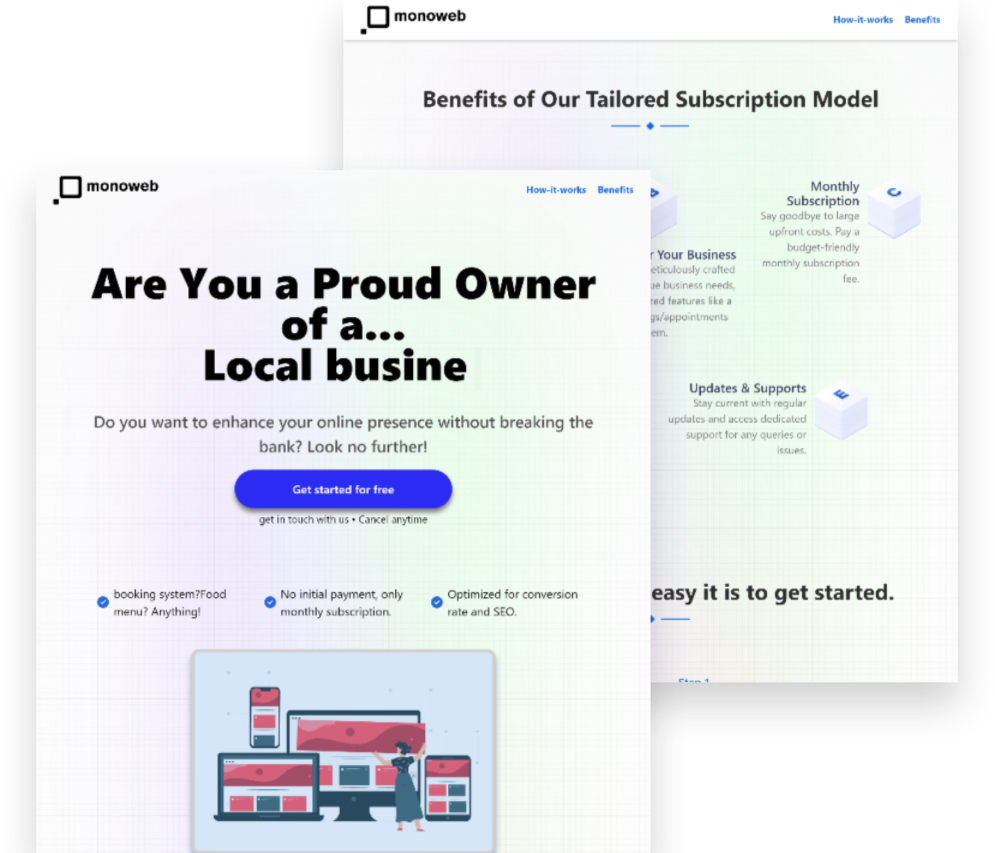 monoweb
How-it-works Benefits
Benefits of Our Tailored Subscription Model
Monthly
Subscription
Say goodbye to large
upfront costs. Pay a
budget-friendly
monthly subscription
fee.
C
r Your Business
eticulously crafted
ue business needs,
zed features like a
gs/appointments
em.
Updates & Supports
Stay current with regular
updates and access dedicated
support for any queries or
issues.
E
easy it is to get started.
Step 1
monoweb
How-it-works Benefits
Are You a Proud Owner
of a...
Local busine
Do you want to enhance your online presence without breaking the
bank? Look no further!
Get started for free
get in touch with us • Cancel anytime
booking system?Food
menu? Anything!
No initial payment, only
monthly subscription.
Optimized for conversion
rate and SEO.